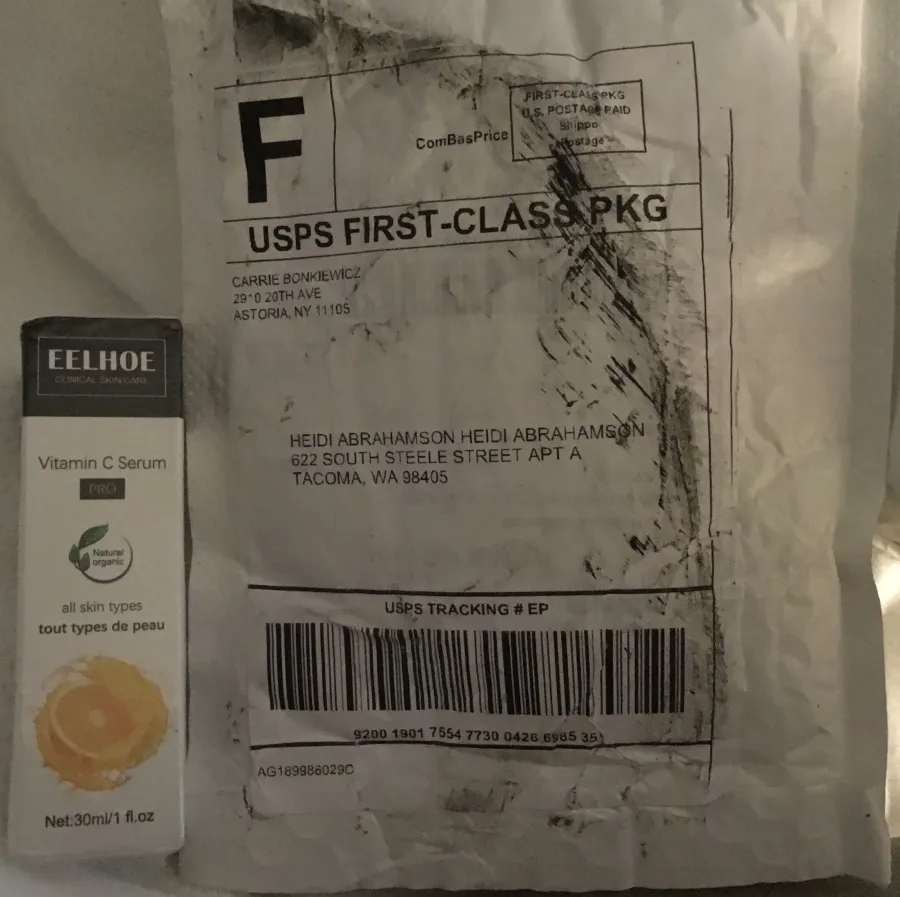 EELHOE
CLINICAL SKINCARE
Vitamin C Serum
PRO
Natural
organic
all skin types
tout types de peau
Net:30ml/1 fl.oz
F
ComBasPrice
FIRST-CLASS PKG
U.S. POSTAGE PAID
Shippo
Postage
USPS FIRST-CLASS PKG
CARRIE BONKIEWICZ
20TH AVE
ASTORIA, NY 11105
HEIDI ABRAHAMSON HEIDI ABRAHAMSON
622 SOUTH STEELE STREET APT A
TACOMA, WA 98405
USPS TRACKING # EP
9200 1901 7554 7730 0426 6985 35
AG189986029C